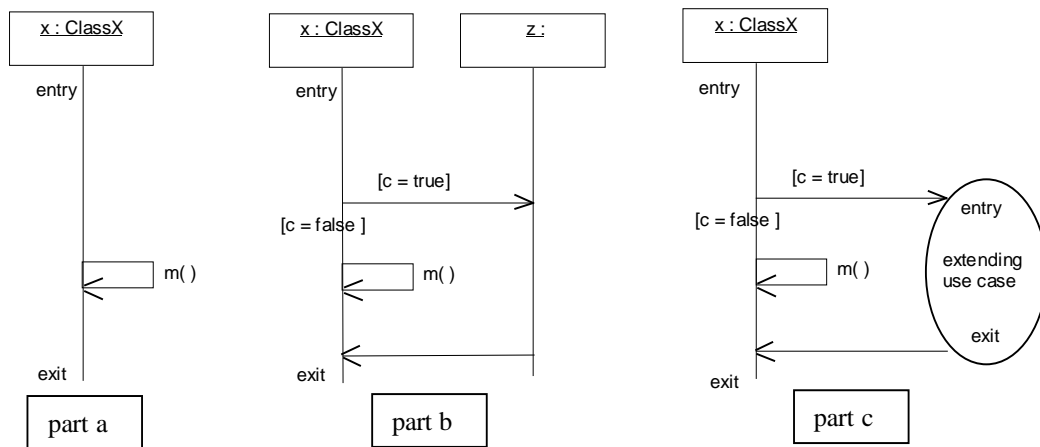 x : ClassX
entry
m( )
exit
part a
x : ClassX
z :
entry
[c = true]
[c = false ]
m( )
exit
part b
x : ClassX
entry
[c = true]
[c = false ]
m( )
entry
extending
use case
exit
exit
part c